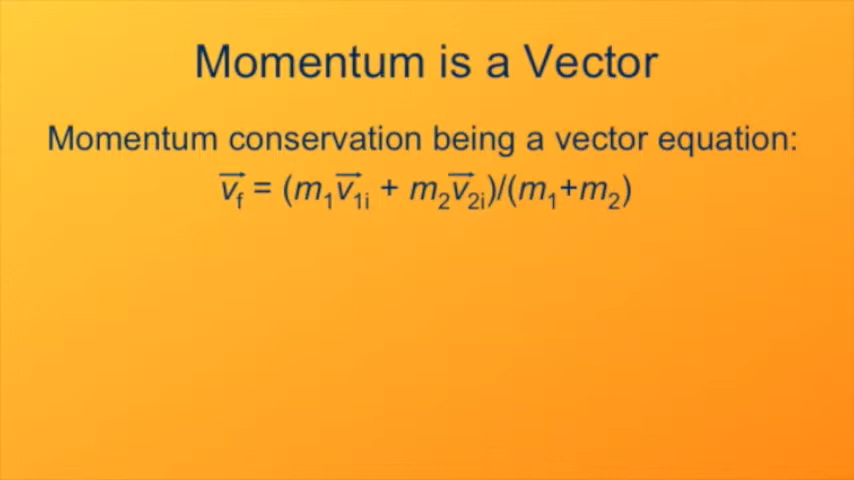 Momentum is a Vector
Momentum conservation being a vector equation:
v⃗f = (m₁v⃗₁ᵢ + m₂v⃗₂ᵢ)/(m₁+m₂)